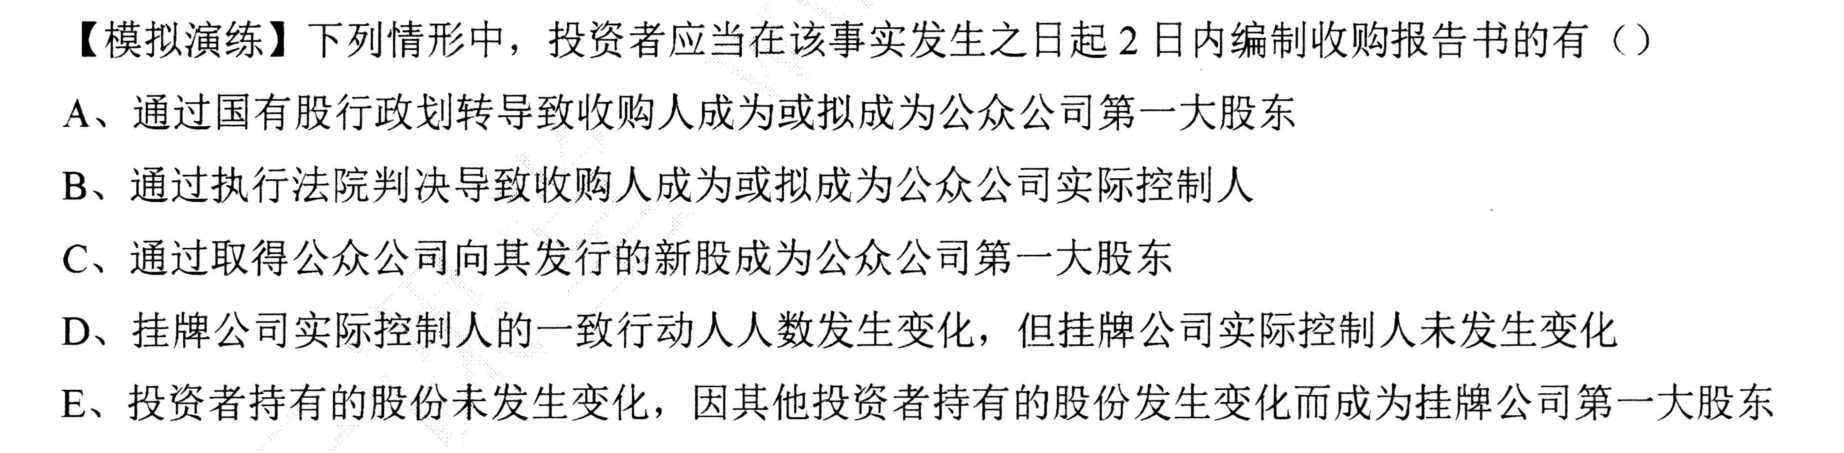 【模拟演练】下列情形中，投资者应当在该事实发生之日起 2 日内编制收购报告书的有（）
A、通过国有股行政划转导致收购人成为或拟成为公众公司第一大股东
B、通过执行法院判决导致收购人成为或拟成为公众公司实际控制人
C、通过取得公众公司向其发行的新股成为公众公司第一大股东
D、挂牌公司实际控制人的一致行动人人数发生变化，但挂牌公司实际控制人未发生变化
E、投资者持有的股份未发生变化，因其他投资者持有的股份发生变化而成为挂牌公司第一大股东